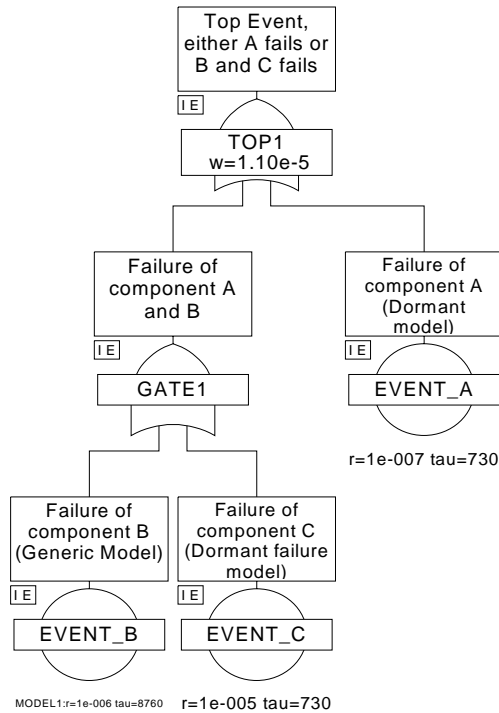 Top Event,
either A fails or
B and C fails
I E
TOP1
w=1.10e-5
Failure of
component A
and B
I E
GATE1
Failure of
component A
(Dormant
model)
I E
EVENT_A
r=1e-007 tau=730
Failure of
component B
(Generic Model)
I E
EVENT_B
MODEL1:r=1e-006 tau=8760
Failure of
component C
(Dormant failure
model)
I E
EVENT_C
r=1e-005 tau=730